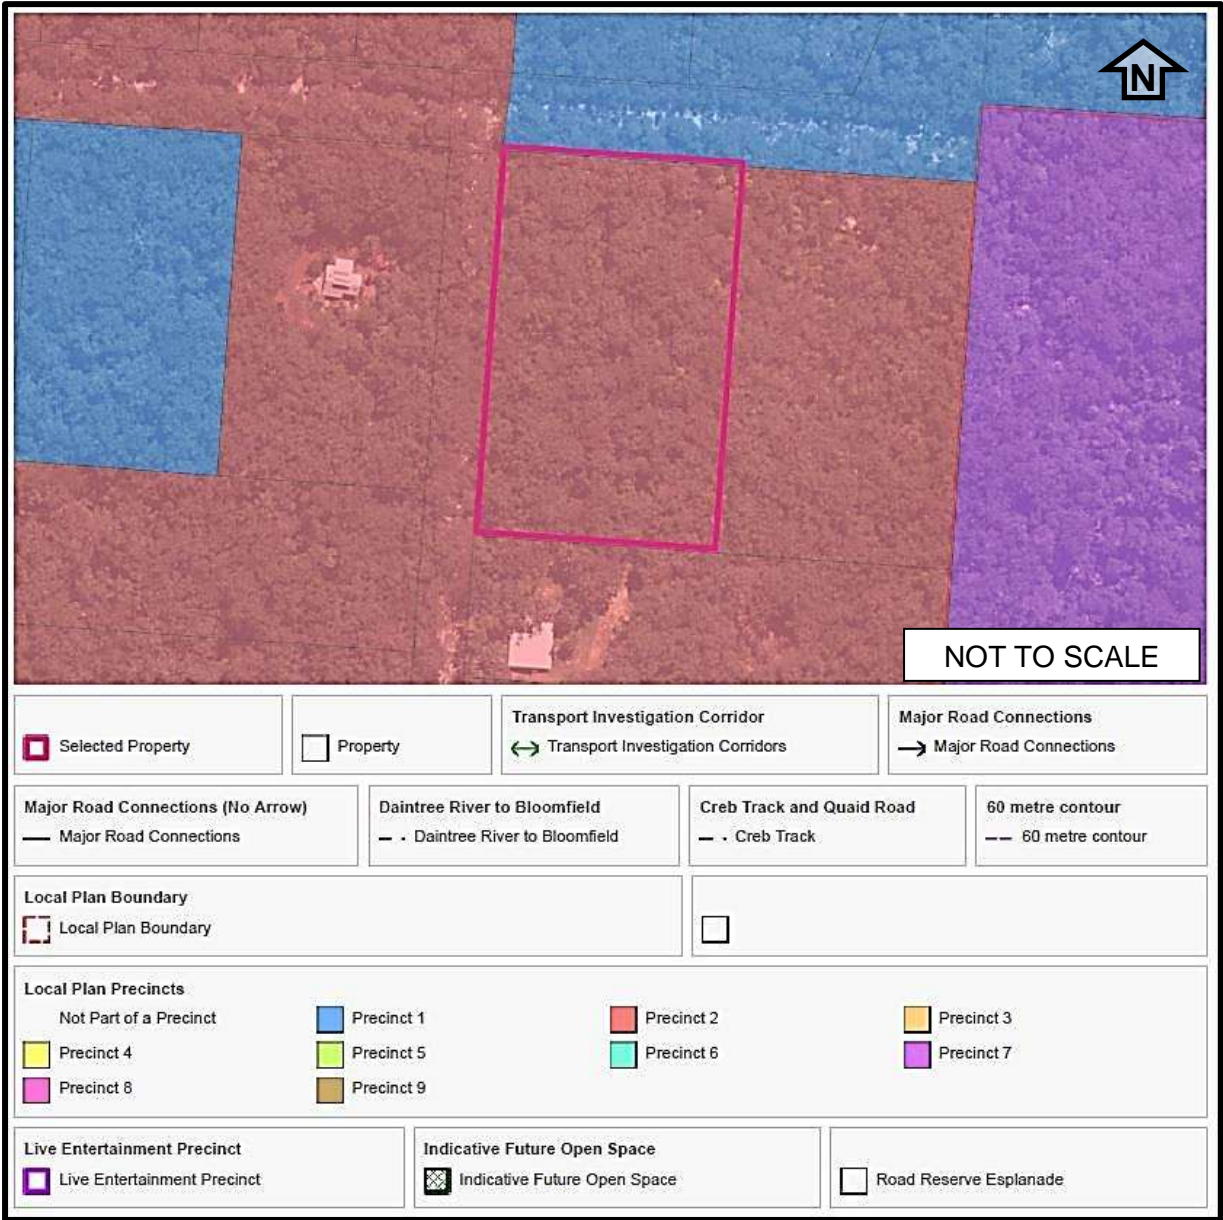 N
NOT TO SCALE
Selected Property
Property
Transport Investigation Corridor
Transport Investigation Corridors
Major Road Connections
Major Road Connections
Major Road Connections (No Arrow)
Major Road Connections
Daintree River to Bloomfield
Daintree River to Bloomfield
Creb Track and Quaid Road
Creb Track
60 metre contour
60 metre contour
Local Plan Boundary
Local Plan Boundary
Local Plan Precincts
Not Part of a Precinct
Precinct 1
Precinct 2
Precinct 3
Precinct 4
Precinct 5
Precinct 6
Precinct 7
Precinct 8
Precinct 9
Live Entertainment Precinct
Live Entertainment Precinct
Indicative Future Open Space
Indicative Future Open Space
Road Reserve Esplanade